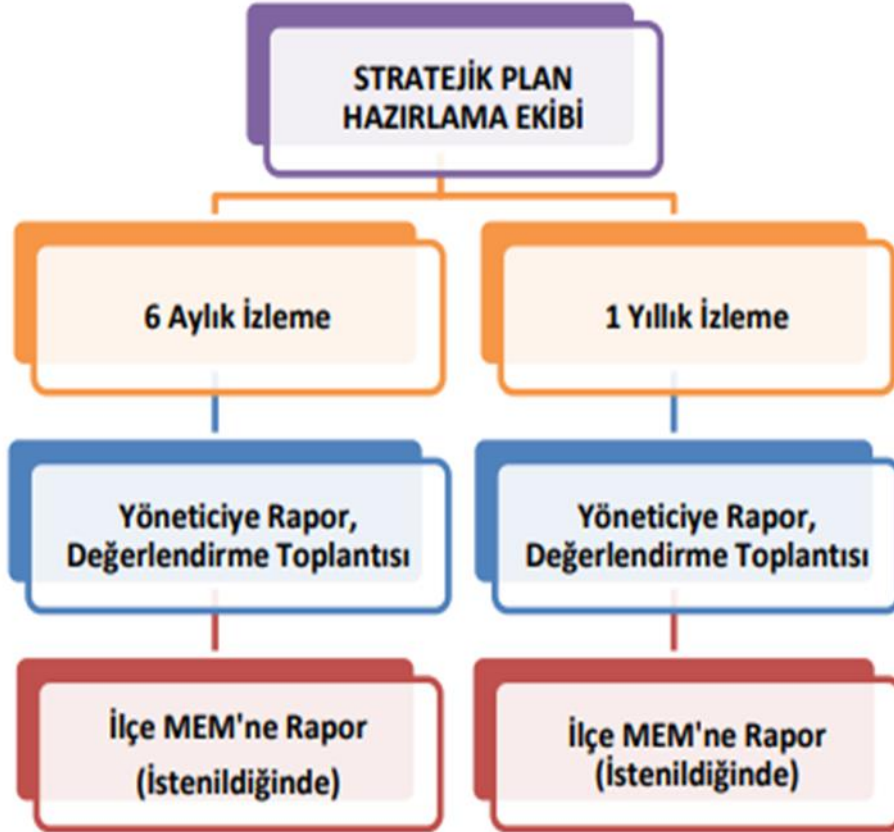 STRATEJİK PLAN
HAZIRLAMA EKİBİ
6 Aylık İzleme
1 Yıllık İzleme
Yöneticiye Rapor,
Değerlendirme Toplantısı
Yöneticiye Rapor,
Değerlendirme Toplantısı
İlçe MEM'ne Rapor
(İstenildiğinde)
İlçe MEM'ne Rapor
(İstenildiğinde)